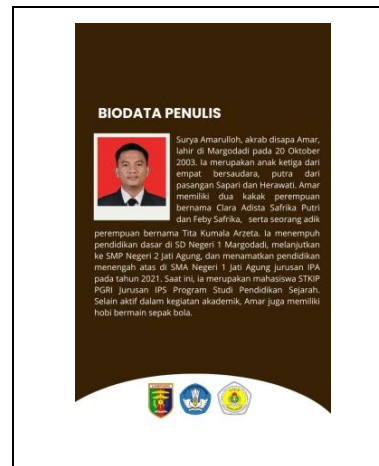 BIODATA PENULIS
Surya Amarulloh, akrab disapa Amar,
lahir di Margodadi pada 20 Oktober
2003. Ia merupakan anak ketiga dari
empat bersaudara, putra dari
pasangan Sapari dan Herawati. Amar
memiliki dua kakak perempuan
bernama Clara Adista Safrika Putri
dan Feby Safrika, serta seorang adik
perempuan bernama Tita Kumala Arzeta. Ia menempuh
pendidikan dasar di SD Negeri 1 Margodadi, melanjutkan
ke SMP Negeri 2 Jati Agung, dan menamatkan pendidikan
menengah atas di SMA Negeri 1 Jati Agung jurusan IPA
pada tahun 2021. Saat ini, ia merupakan mahasiswa STKIP
PGRI Jurusan IPS Program Studi Pendidikan Sejarah.
Selain aktif dalam kegiatan akademik, Amar juga memiliki
hobi bermain sepak bola.